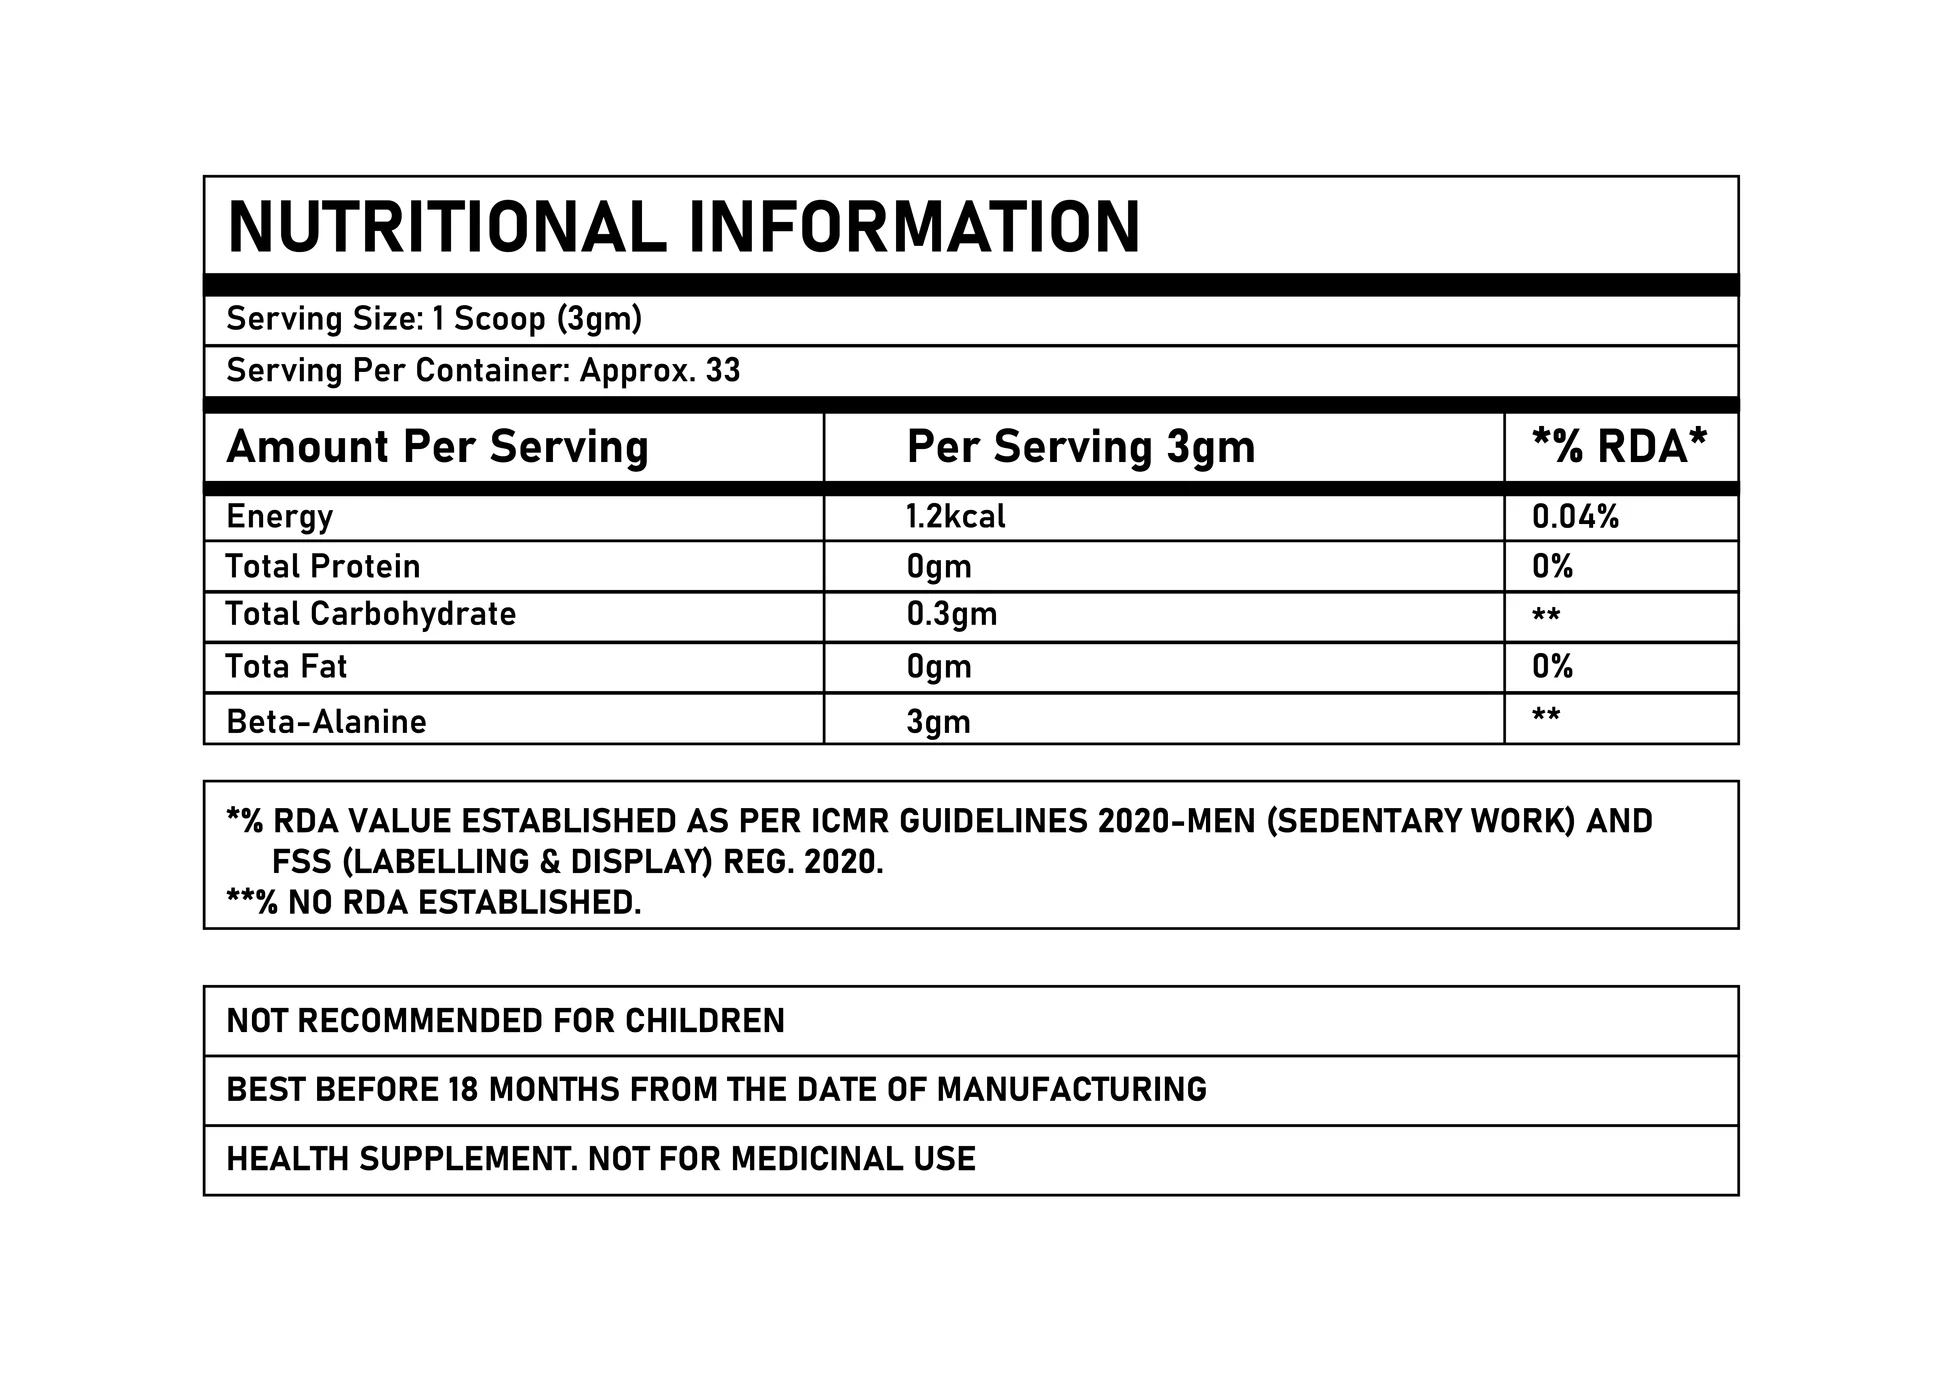 NUTRITIONAL INFORMATION
Serving Size: 1 Scoop (3gm)
Serving Per Container: Approx. 33
Amount Per Serving Per Serving 3gm *% RDA*
Energy 1.2kcal 0.04%
Total Protein 0gm 0%
Total Carbohydrate 0.3gm **
Tota Fat 0gm 0%
Beta-Alanine 3gm **
*% RDA VALUE ESTABLISHED AS PER ICMR GUIDELINES 2020-MEN (SEDENTARY WORK) AND
FSS (LABELLING & DISPLAY) REG. 2020.
**% NO RDA ESTABLISHED.
NOT RECOMMENDED FOR CHILDREN
BEST BEFORE 18 MONTHS FROM THE DATE OF MANUFACTURING
HEALTH SUPPLEMENT. NOT FOR MEDICINAL USE